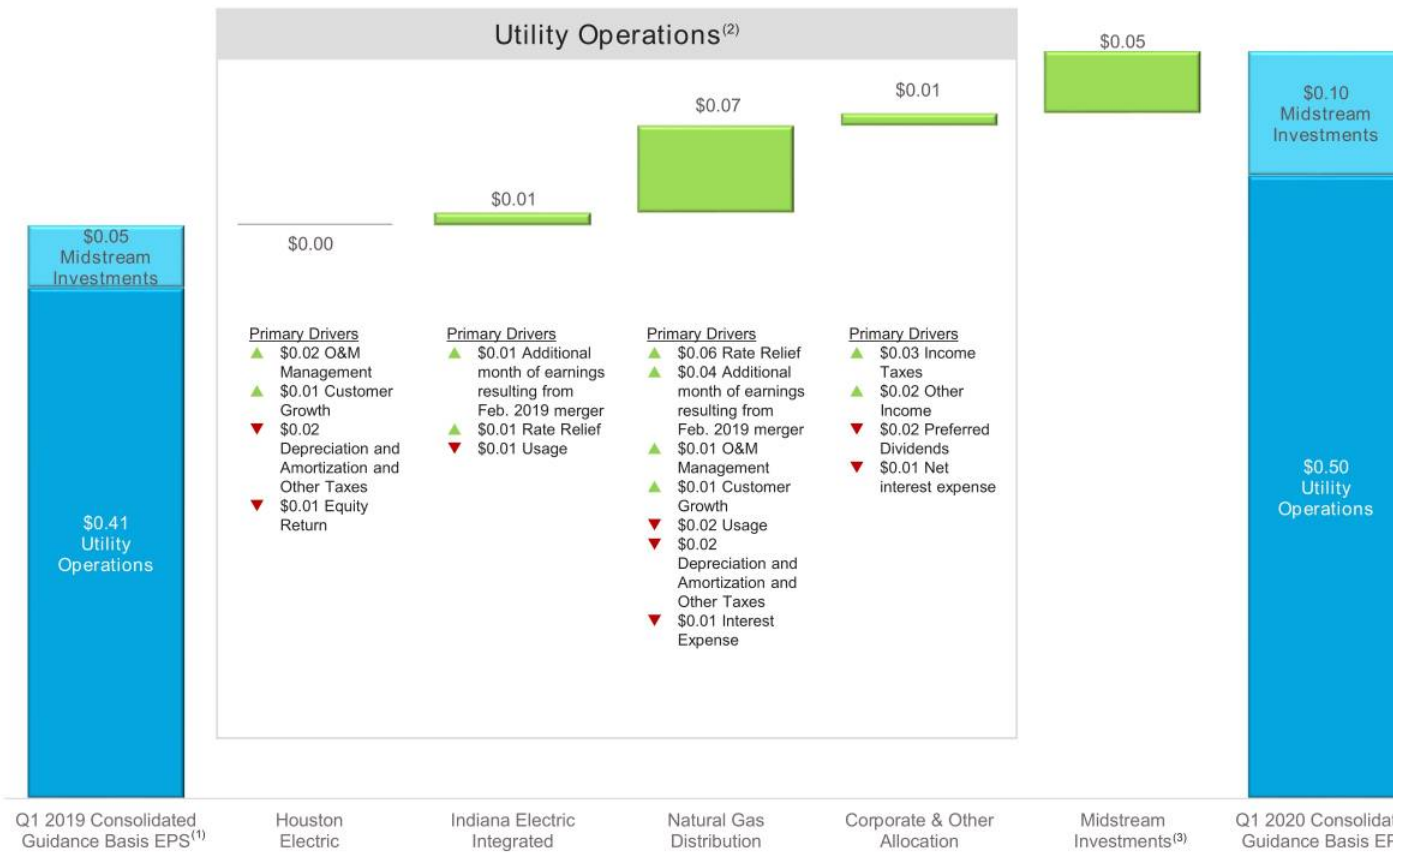 Utility Operations(2)
$0.05
Midstream
Investments
$0.41
Utility
Operations
$0.00
$0.01
$0.07
$0.01
$0.05
$0.10
Midstream
Investments
$0.50
Utility
Operations
Primary Drivers
▲ $0.02 O&M
Management
▲ $0.01 Customer
Growth
▼ $0.02
Depreciation and
Amortization and
Other Taxes
▼ $0.01 Equity
Return
Primary Drivers
▲ $0.01 Additional
month of earnings
resulting from
Feb. 2019 merger
▲ $0.01 Rate Relief
▼ $0.01 Usage
Primary Drivers
▲ $0.06 Rate Relief
▲ $0.04 Additional
month of earnings
resulting from
Feb. 2019 merger
▲ $0.01 O&M
Management
▲ $0.01 Customer
Growth
▼ $0.02 Usage
▼ $0.02
Depreciation and
Amortization and
Other Taxes
▼ $0.01 Interest
Expense
Primary Drivers
▲ $0.03 Income
Taxes
▲ $0.02 Other
Income
▼ $0.02 Preferred
Dividends
▼ $0.01 Net
interest expense
Q1 2019 Consolidated
Guidance Basis EPS(1)
Houston
Electric
Indiana Electric
Integrated
Natural Gas
Distribution
Corporate & Other
Allocation
Midstream
Investments(3)
Q1 2020
Guidance Basis